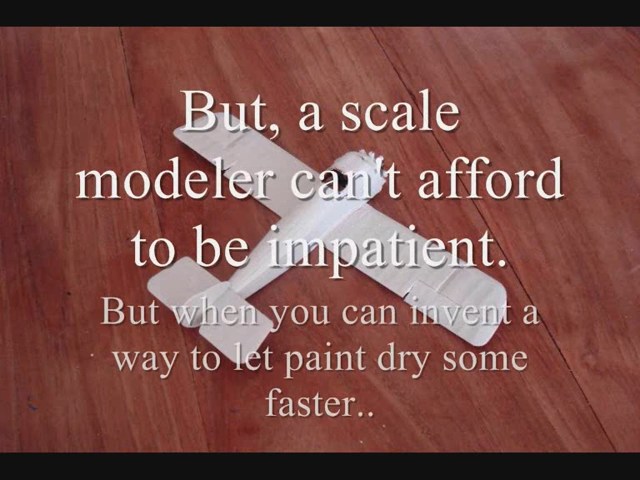 But, a scale
modeler can't afford
to be impatient.
But when you can invent a
way to let paint dry some
faster..